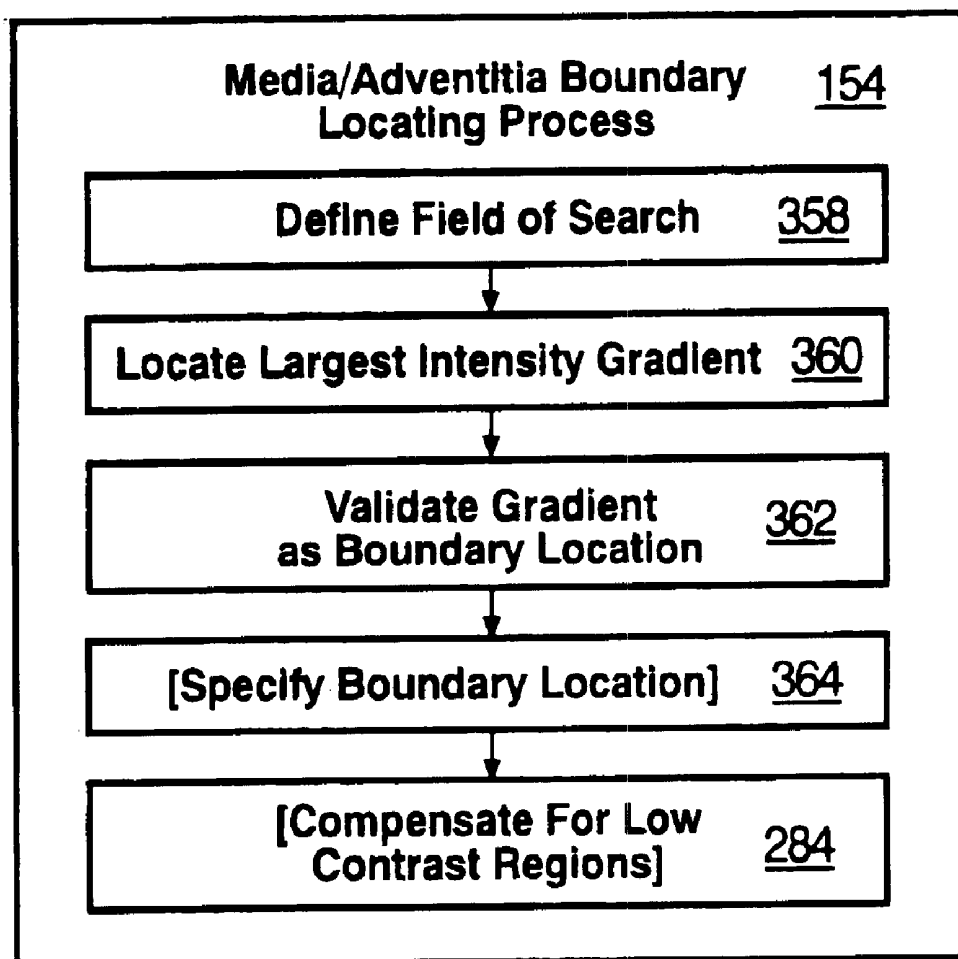 Media/Adventitia Boundary 154
Locating Process
Define Field of Search 358
Locate Largest Intensity Gradient 360
Validate Gradient
as Boundary Location 362
[Specify Boundary Location] 364
[Compensate For Low
Contrast Regions] 284